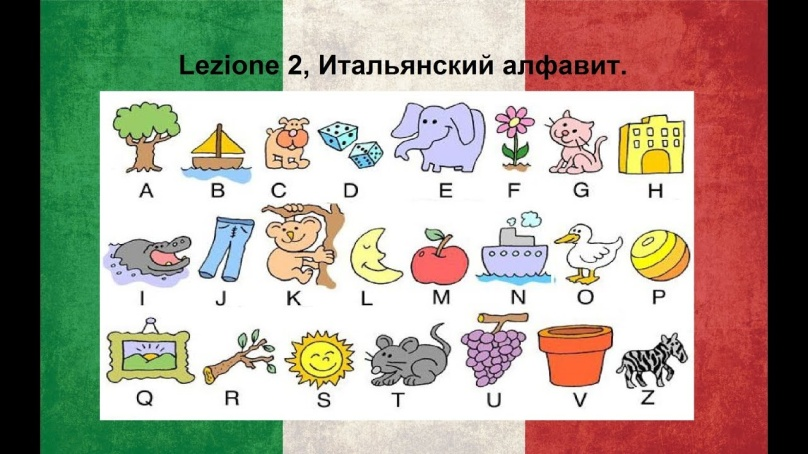 Lezione 2, Итальянский алфавит.
A B C D E F G H
I J K L M N O P
Q R S T U V Z